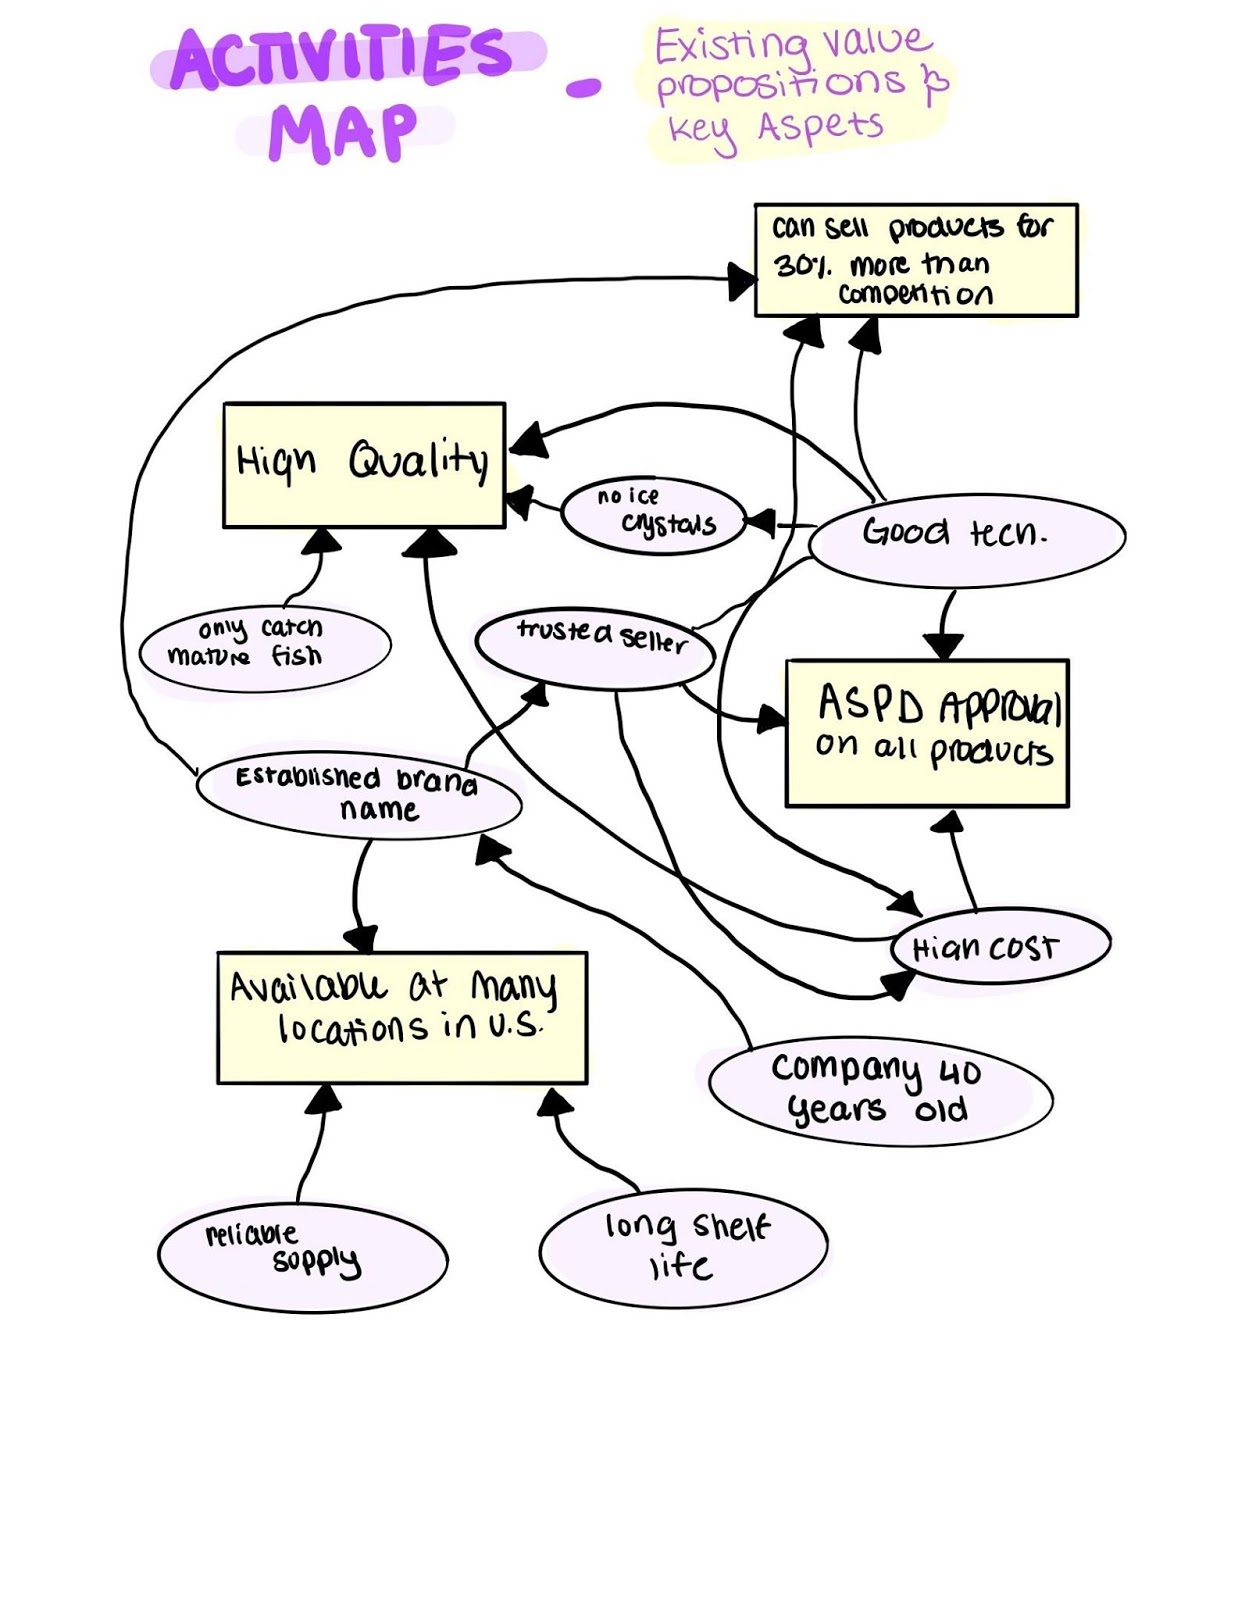 ACTIVITIES
MAP
-
Existing value
propositions &
key Aspets
can sell products for
30% more than
competition
High Quality
no ice
crystals
Good tech.
only catch
mature fish
trusted seller
ASPD Approval
on all products
Established brand
name
High cost
Available at many
locations in U.S.
Company 40
years old
reliable
supply
long shelf
life